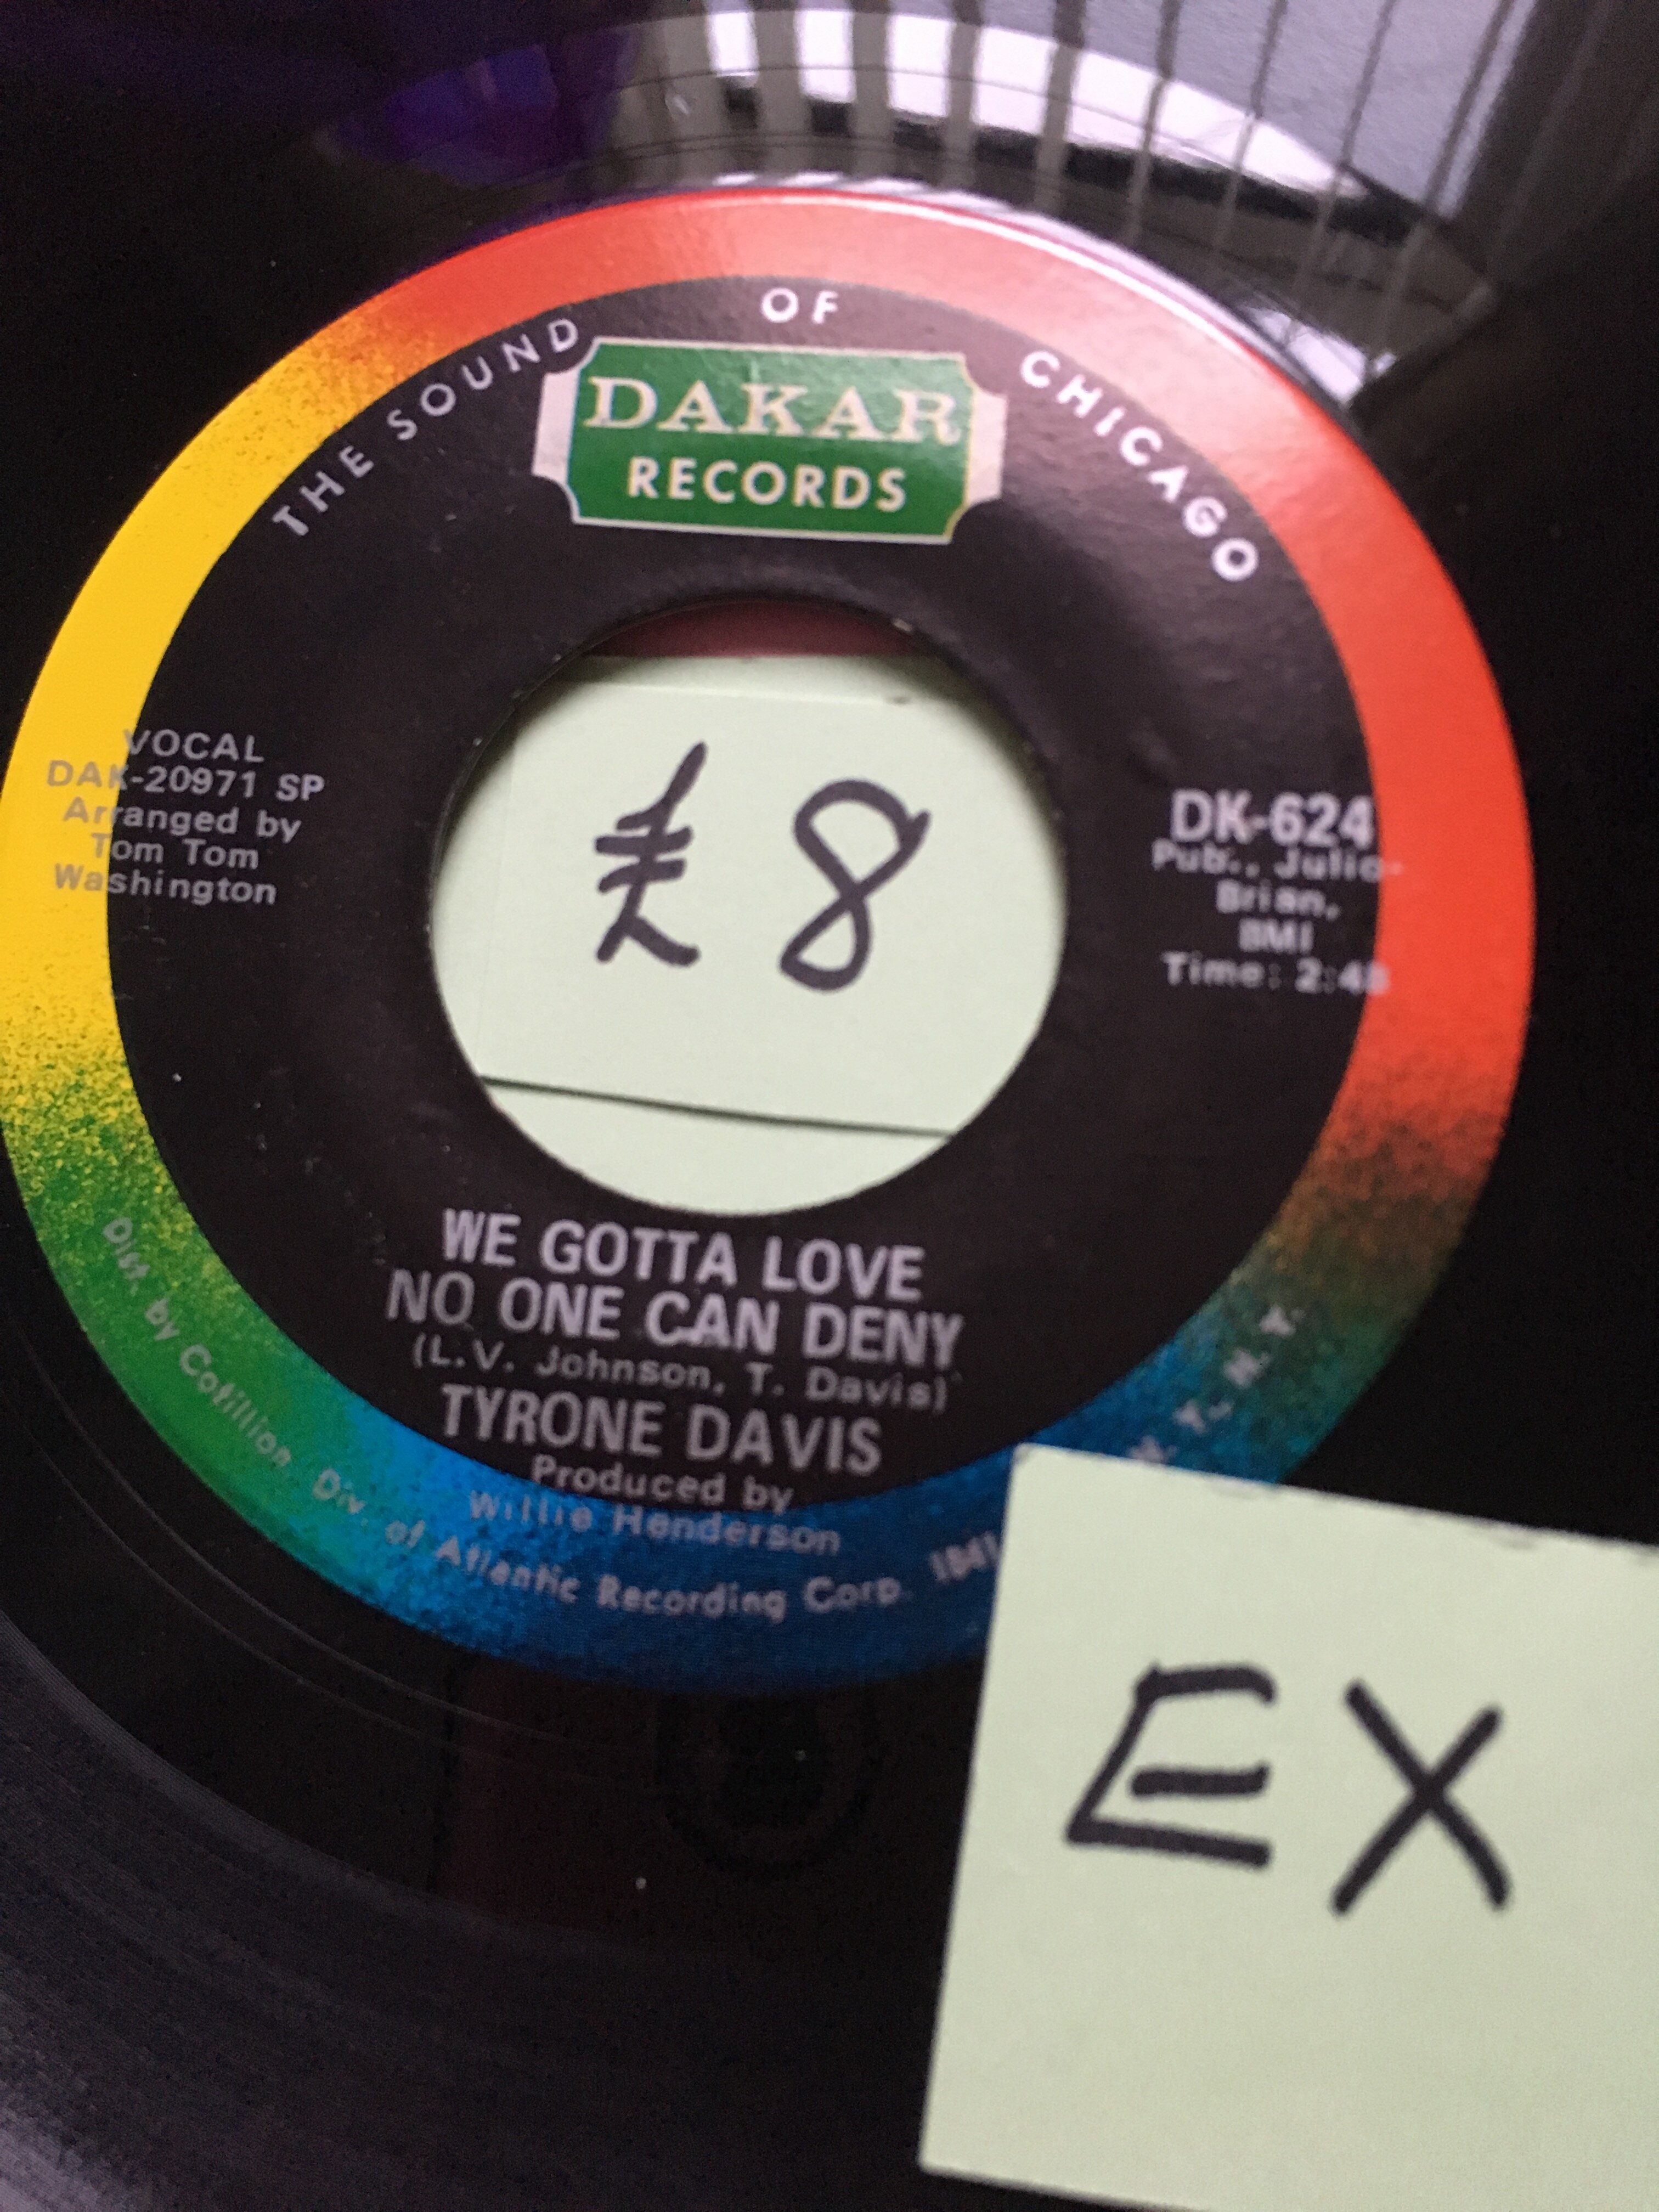 THE SOUND OF CHICAGO
DAKAR
RECORDS
VOCAL
DAK-20971 SP
Arranged by
Tom Tom
Washington
£8
DK-624
Pub., Julio-
Brian,
BMI
Time:
WE GOTTA LOVE
NO ONE CAN DENY
(L.V. Johnson, T. Davis)
TYRONE DAVIS
Produced by
Willie Henderson
Dist. by Cotillion, Div. of Atlantic Recording Corp. 1841 N. Y., N. Y.
EX